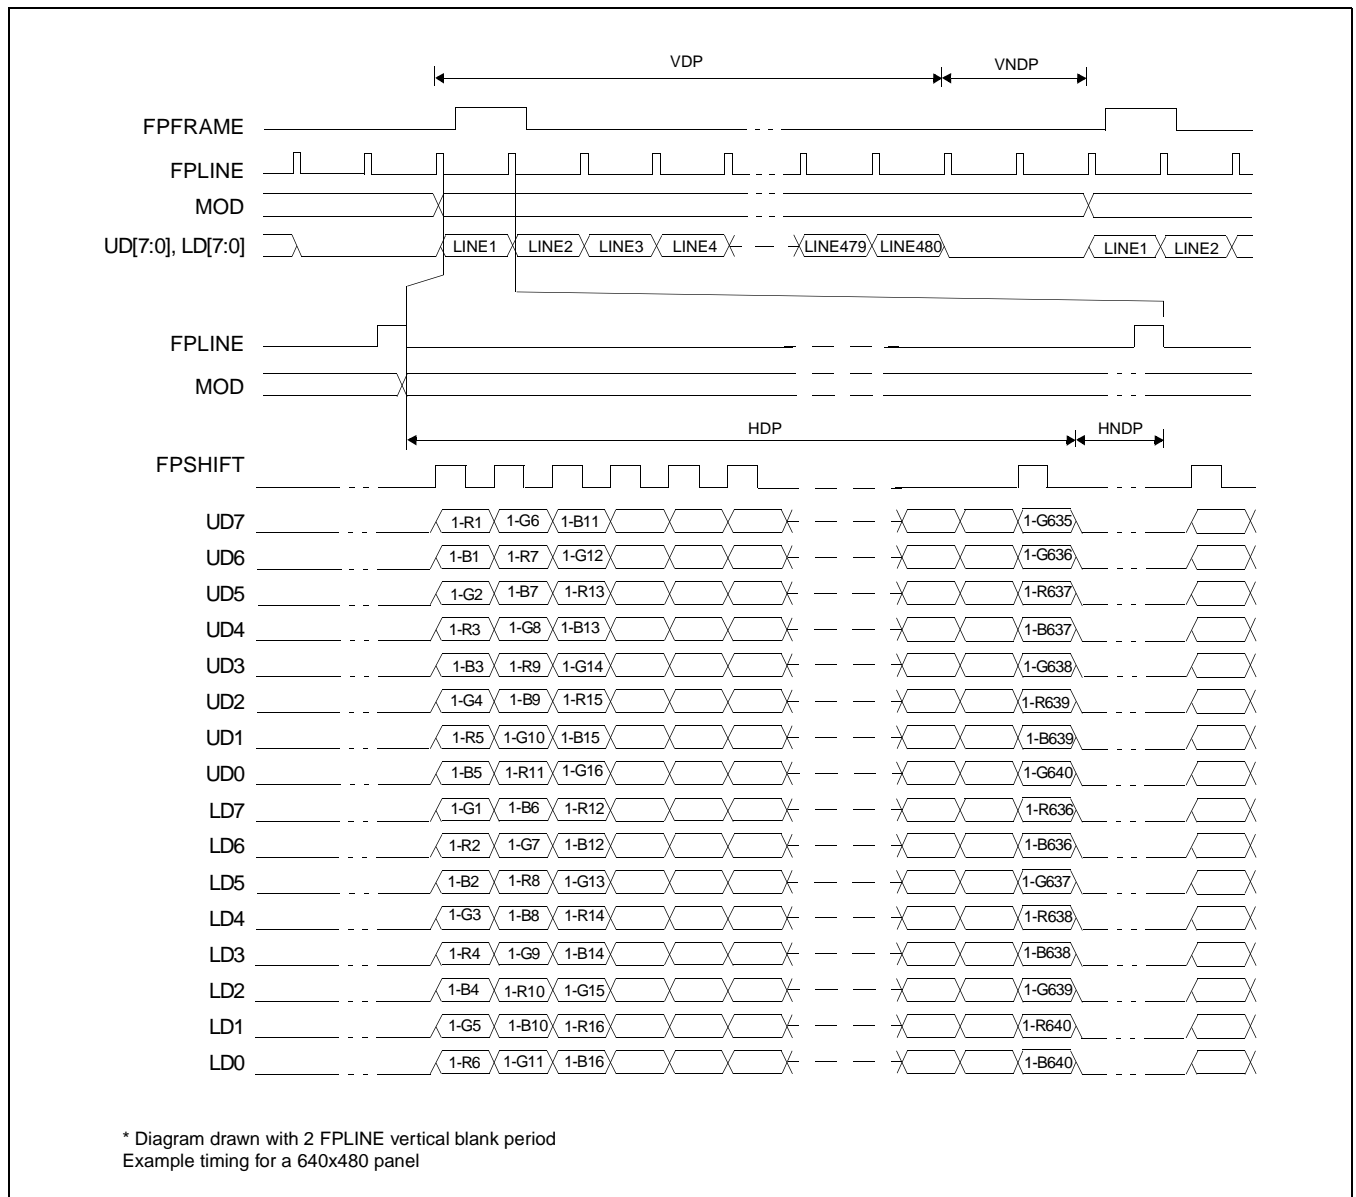 VDP VNDP
FPFRAME
FPLINE
MOD
UD[7:0], LD[7:0] LINE1 LINE2 LINE3 LINE4 LINE479 LINE480 LINE1 LINE2
FPLINE
MOD
HDP HNDP
FPSHIFT
UD7 1-R1 1-G6 1-B11 1-G635
UD6 1-B1 1-R7 1-G12 1-G636
UD5 1-G2 1-B7 1-R13 1-R637
UD4 1-R3 1-G8 1-B13 1-B637
UD3 1-B3 1-R9 1-G14 1-G638
UD2 1-G4 1-B9 1-R15 1-R639
UD1 1-R5 1-G10 1-B15 1-B639
UD0 1-B5 1-R11 1-G16 1-G640
LD7 1-G1 1-B6 1-R12 1-R636
LD6 1-R2 1-G7 1-B12 1-B636
LD5 1-B2 1-R8 1-G13 1-G637
LD4 1-G3 1-B8 1-R14 1-R638
LD3 1-R4 1-G9 1-B14 1-B638
LD2 1-B4 1-R10 1-G15 1-G639
LD1 1-G5 1-B10 1-R16 1-R640
LD0 1-R6 1-G11 1-B16 1-B640
* Diagram drawn with 2 FPLINE vertical blank period
Example timing for a 640x480 panel